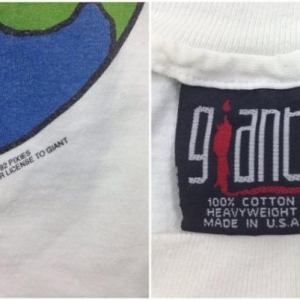 92 PIXIES
R LICENSE TO GIANT
giant
100% COTTON
HEAVYWEIGHT
MADE IN U.S.A